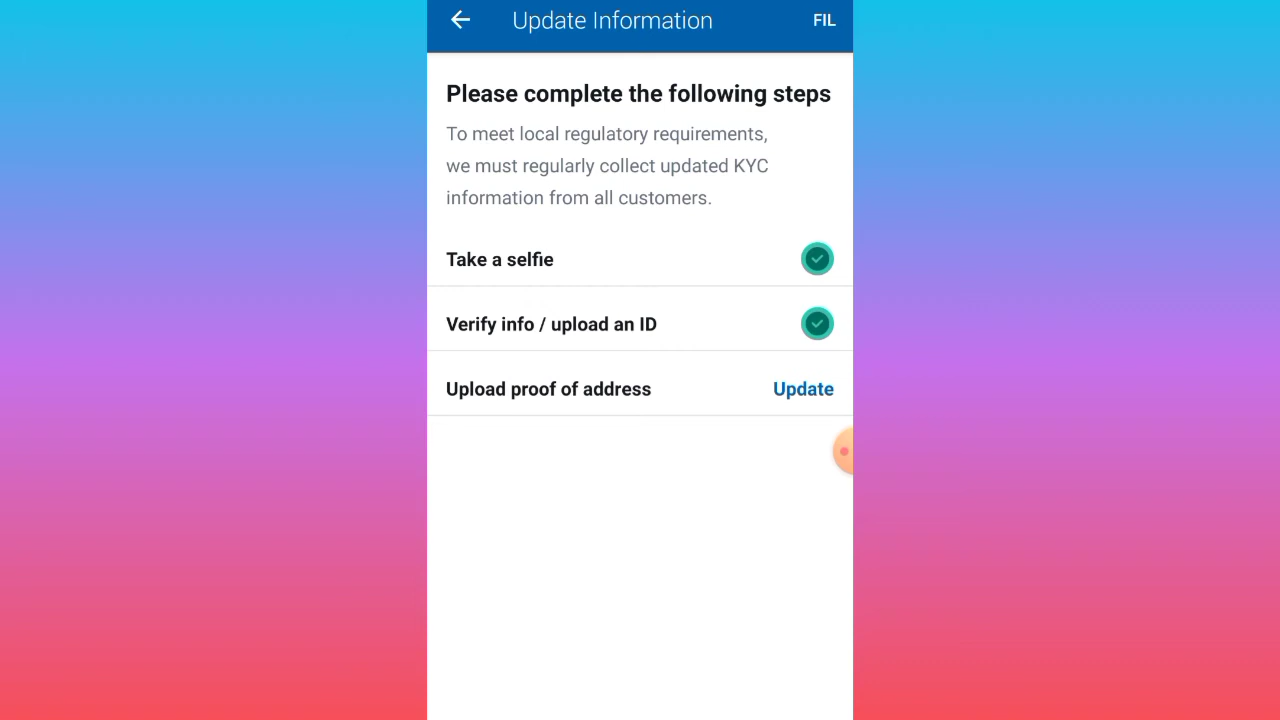 Update Information
FIL
Please complete the following steps
To meet local regulatory requirements,
we must regularly collect updated KYC
information from all customers.
Take a selfie
Verify info / upload an ID
Upload proof of address
Update